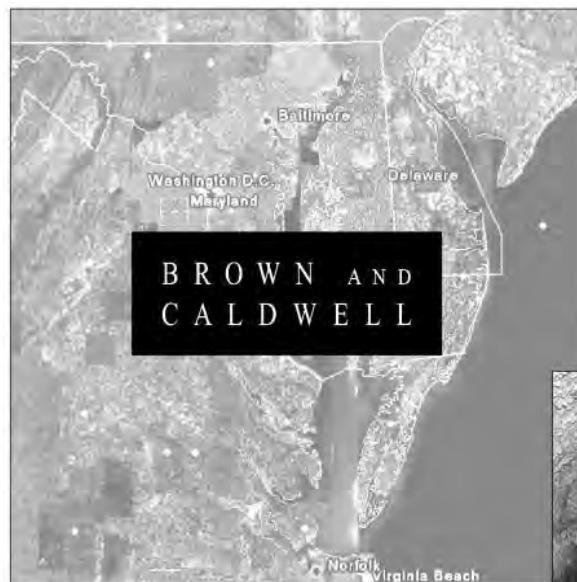 Baltimore
Washington D.C.
Delaware
Maryland
BROWN AND
CALDWELL
Norfolk
Virginia Beach